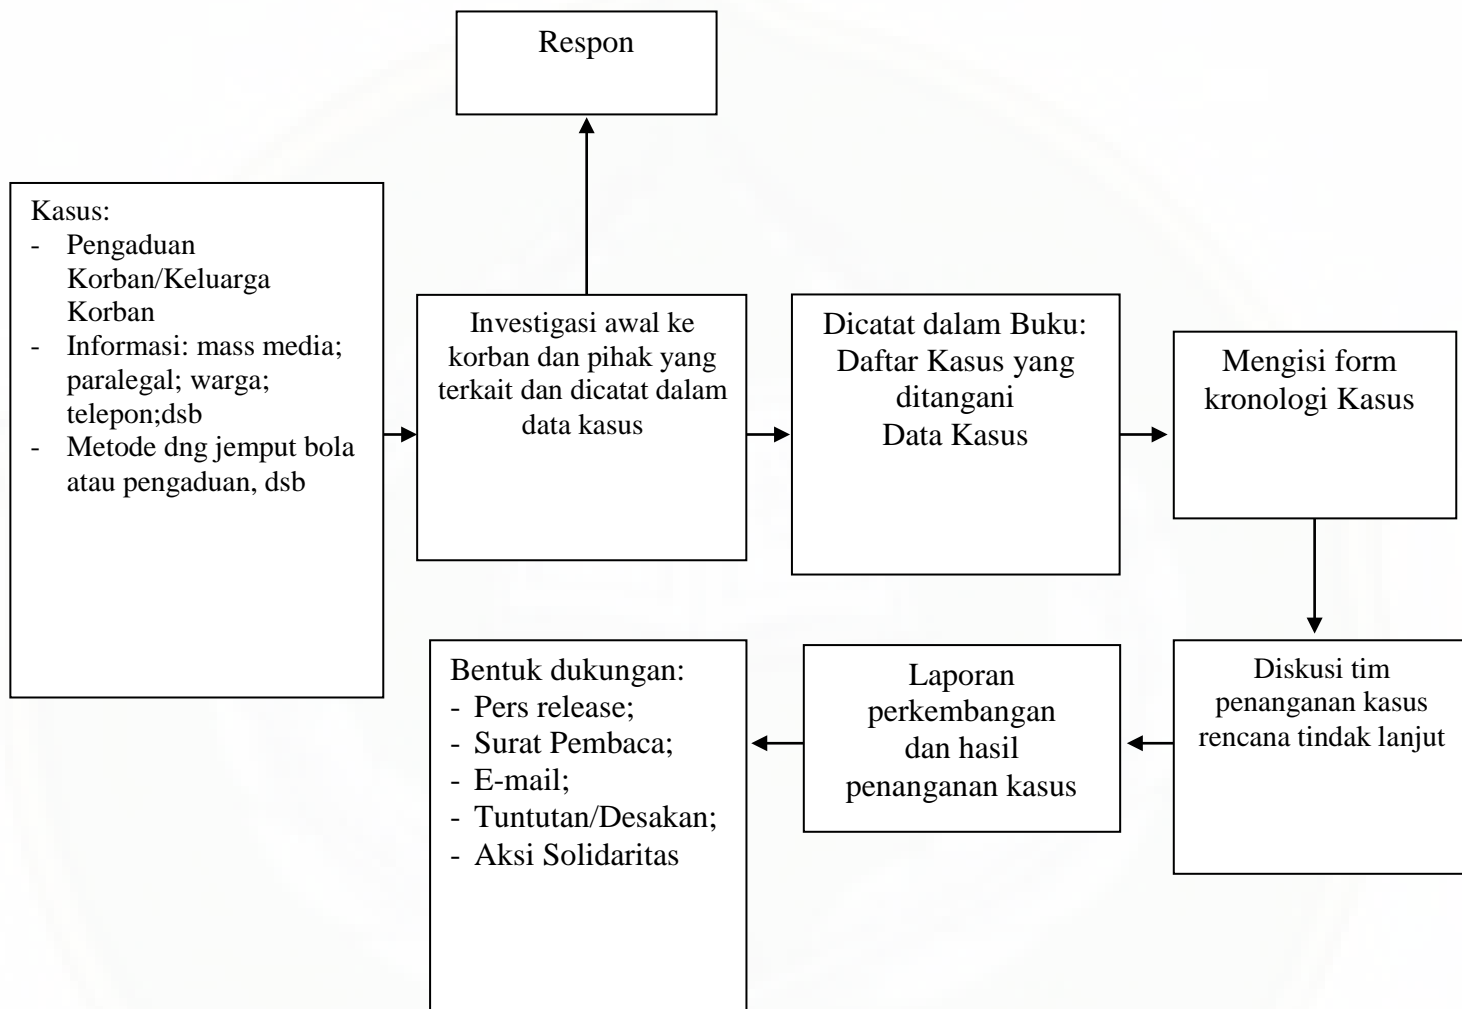 Respon
Kasus:
- Pengaduan
Korban/Keluarga
Korban
- Informasi: mass media;
paralegal; warga;
telepon;dsb
- Metode dng jemput bola
atau pengaduan, dsb
Investigasi awal ke
korban dan pihak yang
terkait dan dicatat dalam
data kasus
Dicatat dalam Buku:
Daftar Kasus yang
ditangani
Data Kasus
Mengisi form
kronologi Kasus
Diskusi tim
penanganan kasus
rencana tindak lanjut
Laporan
perkembangan
dan hasil
penanganan kasus
Bentuk dukungan:
- Pers release;
- Surat Pembaca;
- E-mail;
- Tuntutan/Desakan;
- Aksi Solidaritas